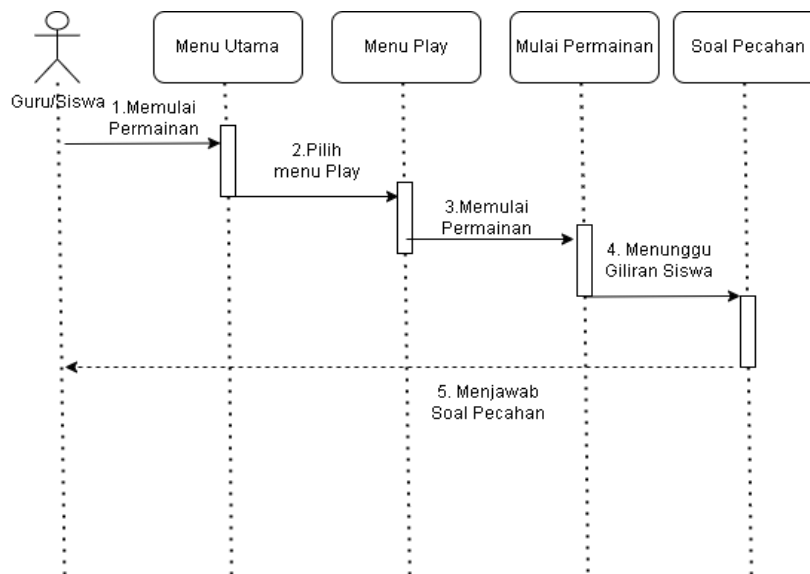 Menu Utama
Menu Play
Mulai Permainan
Soal Pecahan
Guru/Siswa
1.Memulai
Permainan
2.Pilih
menu Play
3.Memulai
Permainan
4. Menunggu
Giliran Siswa
5. Menjawab
Soal Pecahan